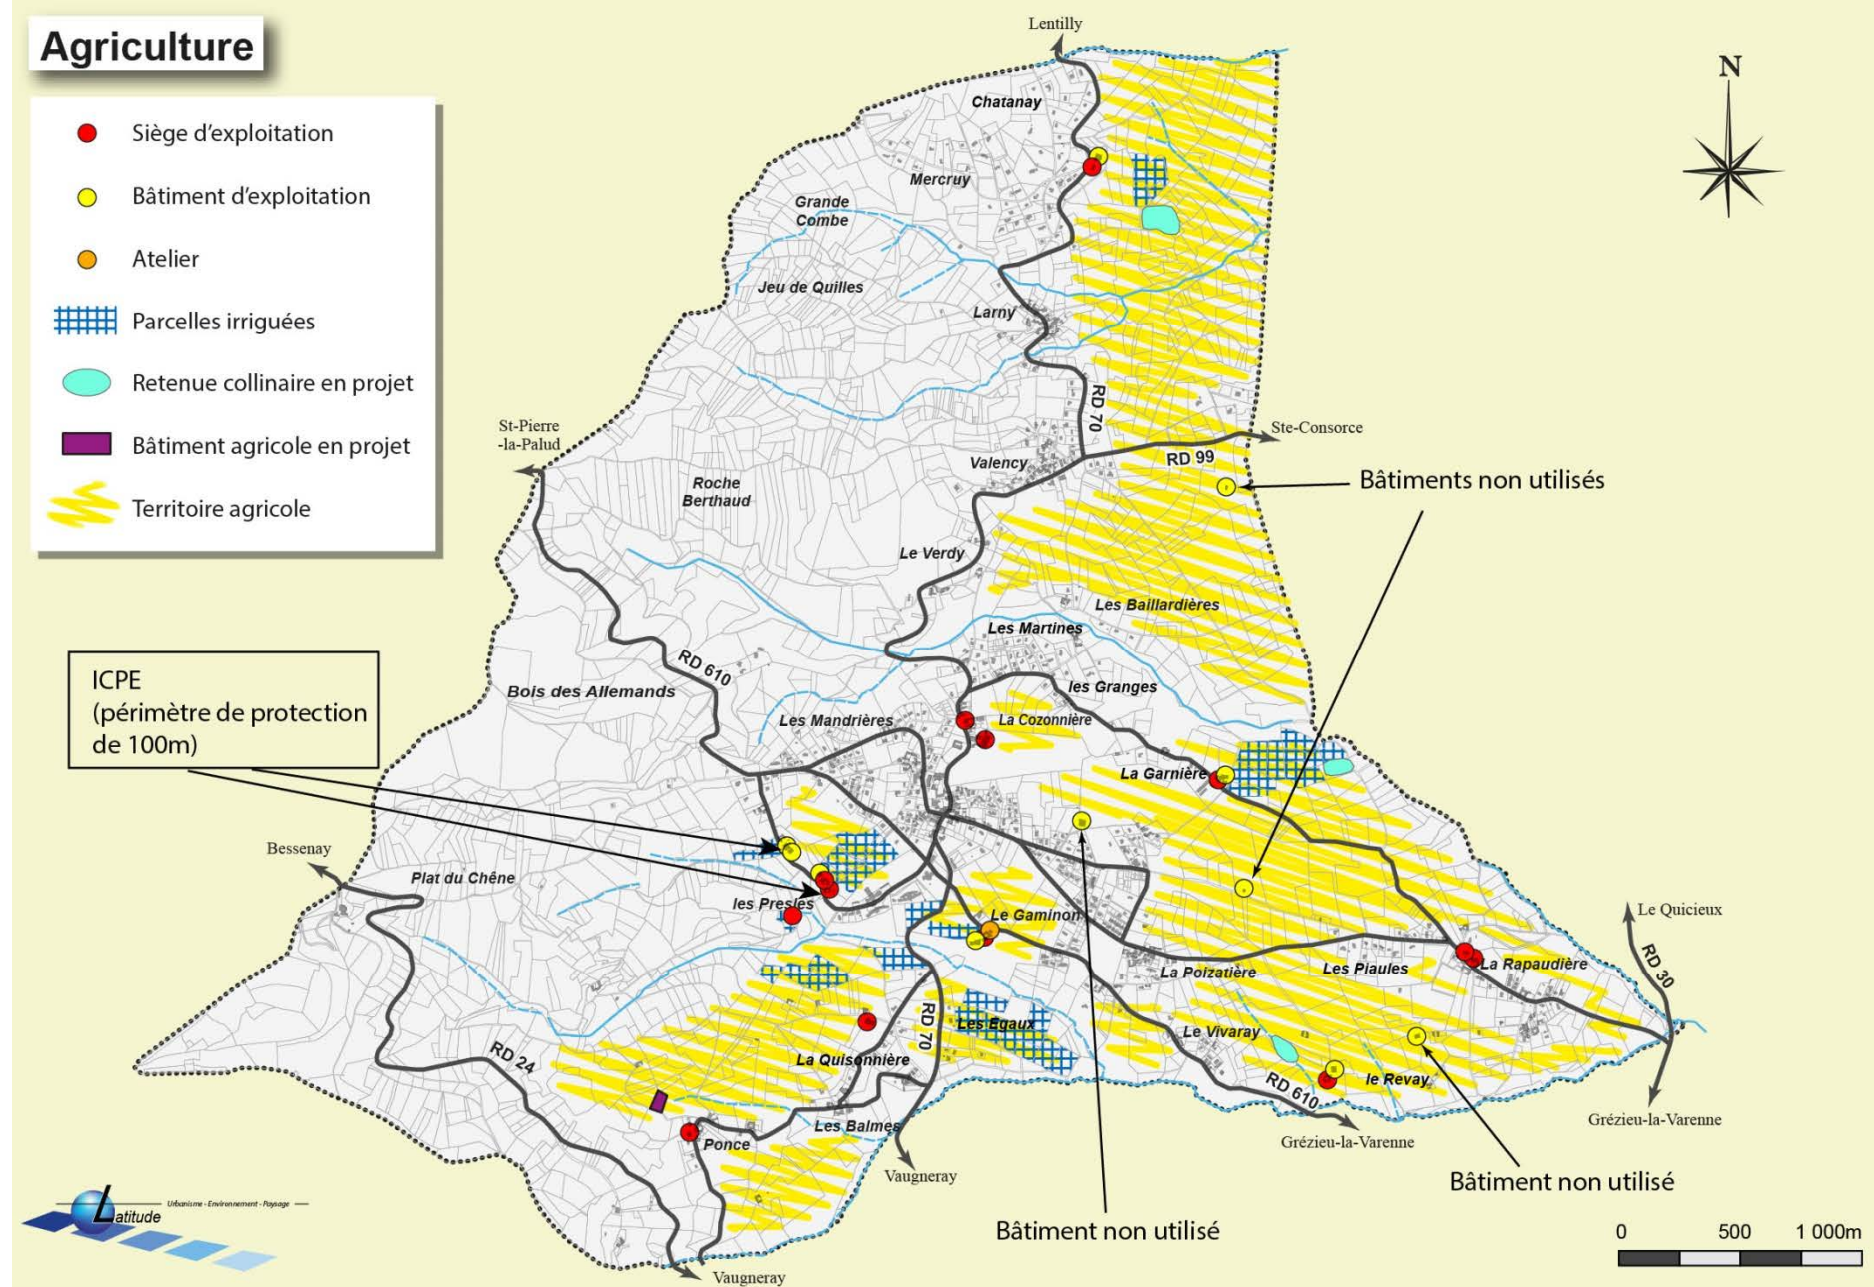 Agriculture
Siège d'exploitation
Bâtiment d'exploitation
Atelier
Parcelles irriguées
Retenue collinaire en projet
Bâtiment agricole en projet
Territoire agricole
Lentilly
N
Chatanay
Mercruy
Grande
Combe
Jeu de Quilles
Larny
RD 70
St-Pierre
-la-Palud
Ste-Consorce
RD 99
Valency
Roche
Berthaud
Bâtiments non utilisés
Le Verdy
Les Baillardières
Les Martines
ICPE
(périmètre de protection
de 100m)
RD 610
Bois des Allemands
les Granges
Les Mandrières
La Cozonnière
La Garnière
Bessenay
Plat du Chêne
les Presles
Le Gaminon
Le Quicieux
RD 30
La Poizatière
Les Piaules
La Rapaudière
RD 70
Les Egaux
Le Vivaray
RD 24
La Quisonnière
RD 610
le Revay
Les Balmes
Ponce
Grézieu-la-Varenne
Grézieu-la-Varenne
Vaugneray
Bâtiment non utilisé
Bâtiment non utilisé
Latitude
Urbanisme - Environnement - Paysage
0 500 1 000m
Vaugneray